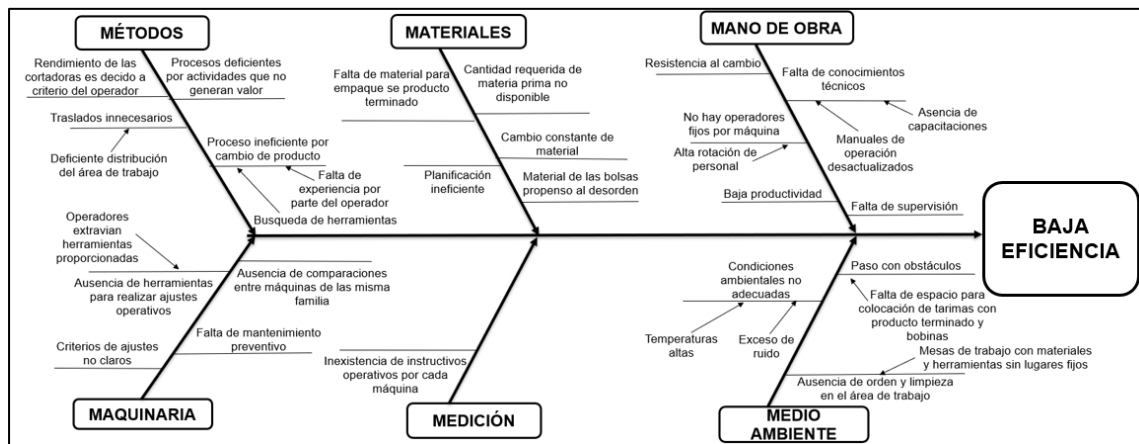 MÉTODOS
Rendimiento de las
cortadoras es decido a
criterio del operador
Procesos deficientes
por actividades que no
generan valor
Traslados innecesarios
Deficiente distribución
del área de trabajo
Proceso ineficiente por
cambio de producto
Falta de
experiencia por
parte del operador
Busqueda de herramientas
MATERIALES
Falta de material para
empaque se producto
terminado
Cantidad requerida de
materia prima no
disponible
Cambio constante de
material
Planificación
ineficiente
Material de las bolsas
propenso al desorden
MANO DE OBRA
Resistencia al cambio
Falta de conocimientos
técnicos
Asencia de
capacitaciones
No hay operadores
fijos por máquina
Manuales
de operación
desactualizados
Alta rotación de
personal
Baja productividad
Falta de supervisión
BAJA
EFICIENCIA
Operadores
extravian
herramientas
proporcionadas
Ausencia de herramientas
para realizar ajustes
operativos
Ausencia de comparaciones
entre máquinas de las misma
familia
Falta de mantenimiento
preventivo
Criterios de ajustes
no claros
MAQUINARIA
Inexistencia de instructivos
operativos por cada
máquina
MEDICIÓN
Condiciones
ambientales no
adecuadas
Temperaturas
altas
Exceso de
ruido
Paso con obstáculos
Falta de espacio para
colocación de tarimas con
producto terminado y
bobinas
Mesas de trabajo con materiales
y herramientas sin lugares fijos
Ausencia de orden y limpieza
en el área de trabajo
MEDIO
AMBIENTE